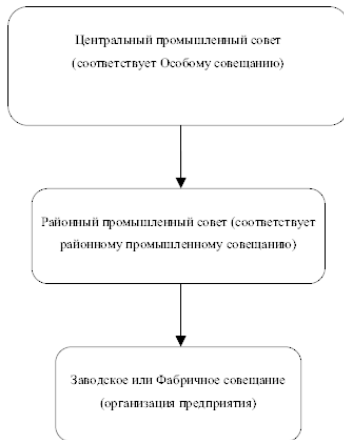 Центральный промышленный совет
(соответствует Особому совещанию)
Районный промышленный совет (соответствует
районному промышленному совещанию)
Заводское или Фабричное совещание
(организация предприятия)